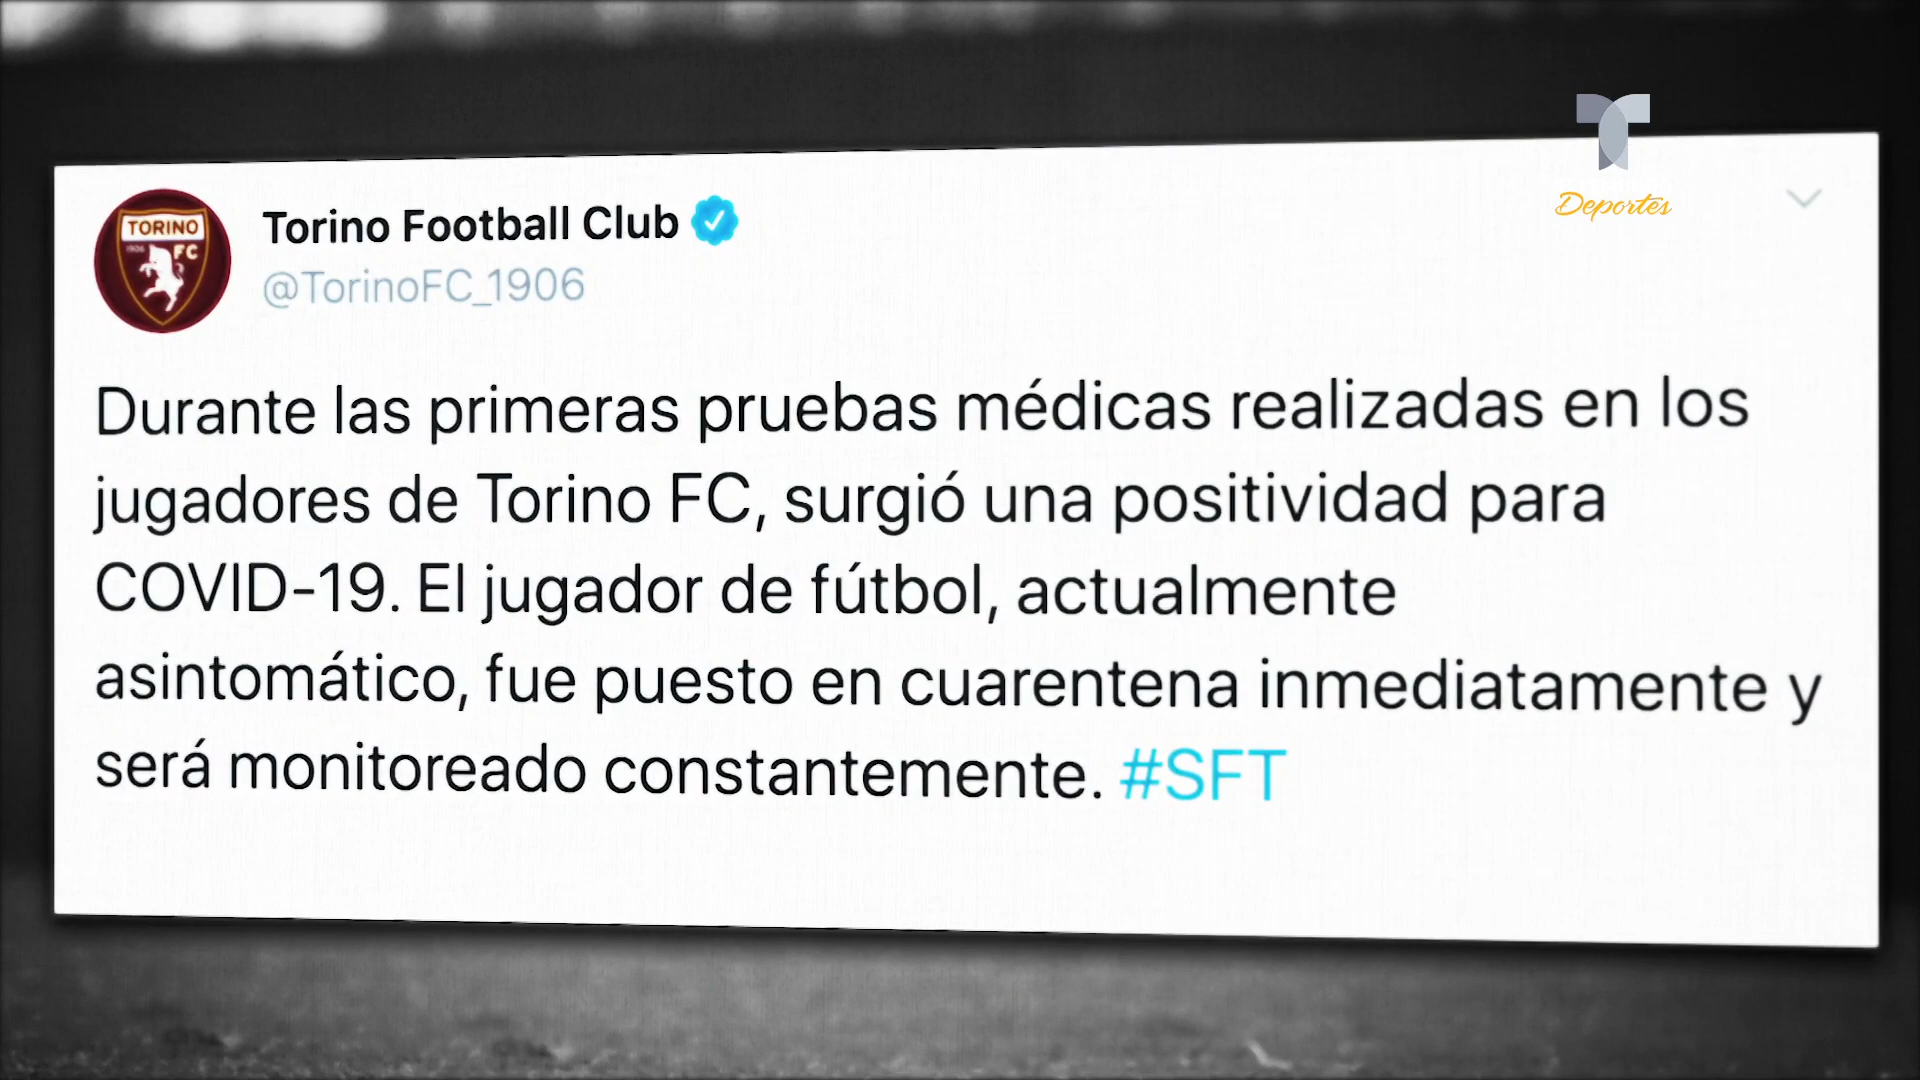 Deportes
TORINO
1906
FC
Torino Football Club
@TorinoFC_1906
Durante las primeras pruebas médicas realizadas en los
jugadores de Torino FC, surgió una positividad para
COVID-19. El jugador de fútbol, actualmente
asintomático, fue puesto en cuarentena inmediatamente y
será monitoreado constantemente. #SFT